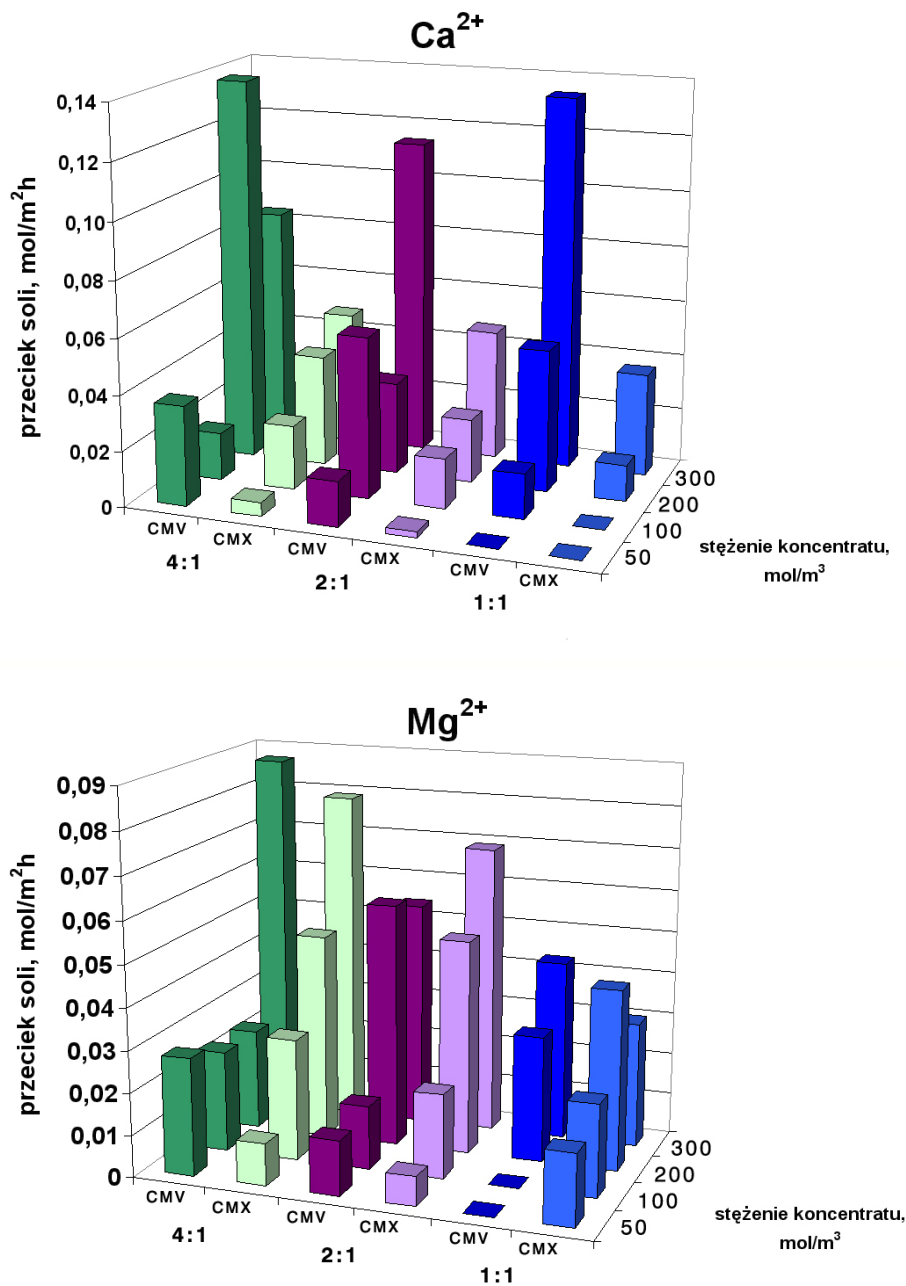 Ca²⁺
przeciek soli, mol/m²h
0,14
0,12
0,10
0,08
0,06
0,04
0,02
0
CMV
CMX
CMV
CMX
CMV
CMX
4:1
2:1
1:1
300
200
100
50
stężenie koncentratu,
mol/m³
Mg²⁺
przeciek soli, mol/m²h
0,09
0,08
0,07
0,06
0,05
0,04
0,03
0,02
0,01
0
CMV
CMX
CMV
CMX
CMV
CMX
4:1
2:1
1:1
300
200
100
50
stężenie koncentratu,
mol/m³